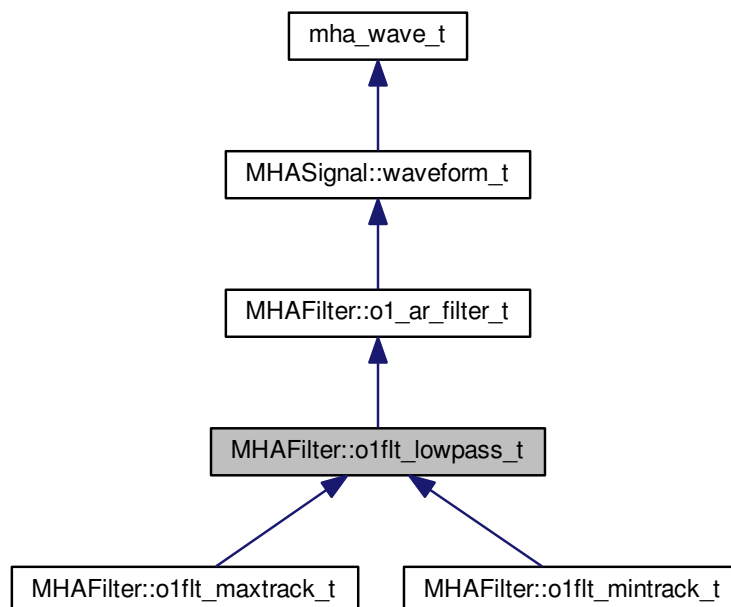 mha_wave_t
MHASignal::waveform_t
MHAFilter::o1_ar_filter_t
MHAFilter::o1flt_lowpass_t
MHAFilter::o1flt_maxtrack_t
MHAFilter::o1flt_mintrack_t